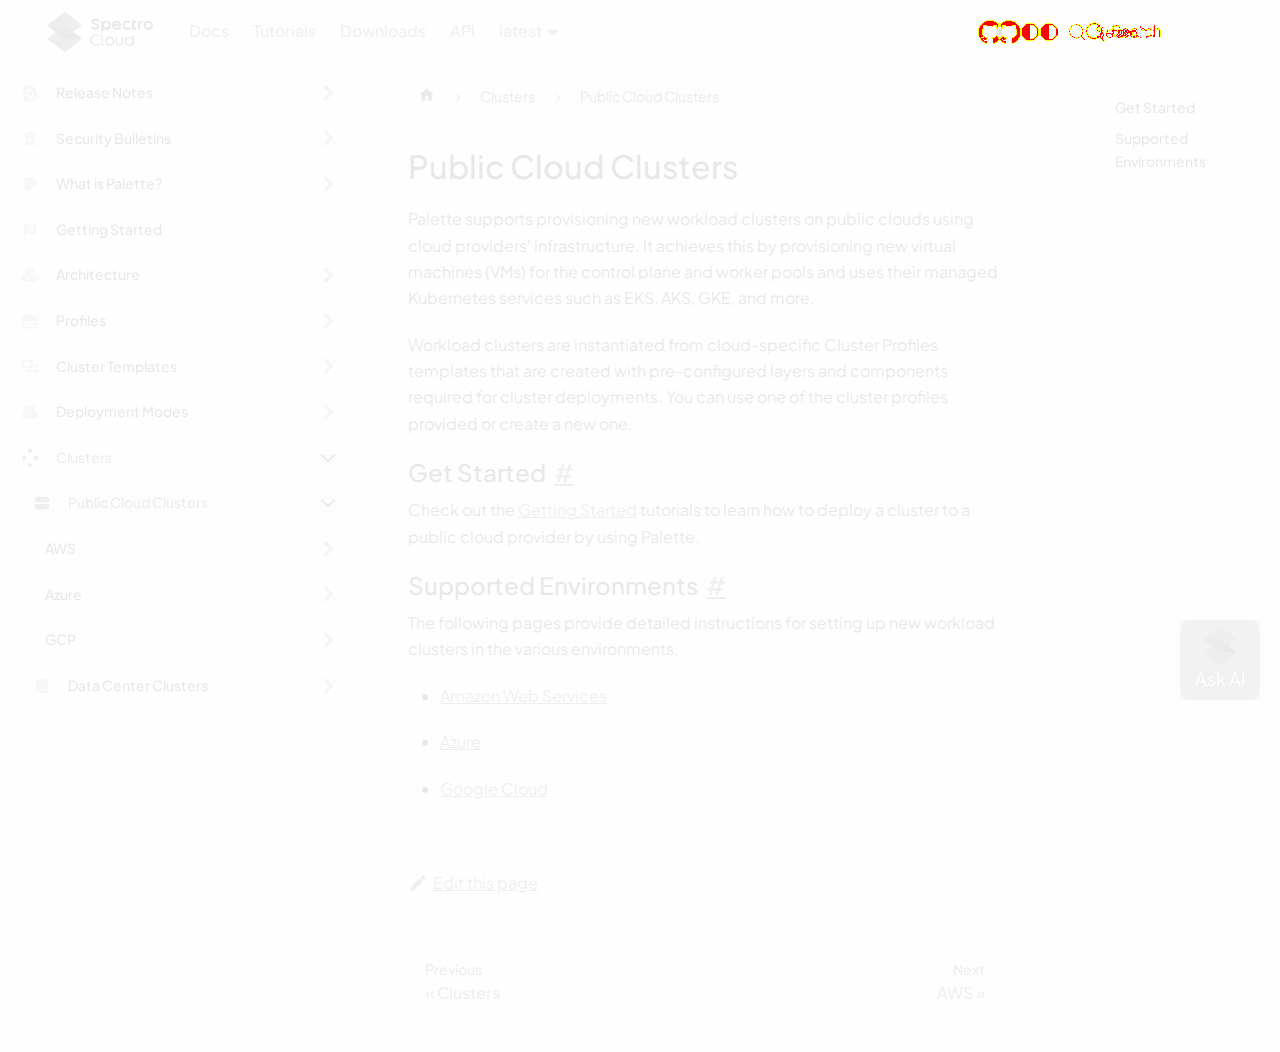 Spectro
Cloud
Docs
Tutorials
Downloads
API
latest
Release Notes
Security Bulletins
What is Palette?
Getting Started
Architecture
Profiles
Cluster Templates
Deployment Modes
Clusters
Public Cloud Clusters
AWS
Azure
GCP
Data Center Clusters
Clusters
Public Cloud Clusters
Public Cloud Clusters
Palette supports provisioning new workload clusters on public clouds using
cloud providers' infrastructure. It achieves this by provisioning new virtual
machines (VMs) for the control plane and worker pools and uses their managed
Kubernetes services such as EKS, AKS, GKE, and more.
Workload clusters are instantiated from cloud-specific Cluster Profiles
templates that are created with pre-configured layers and components
required for cluster deployments. You can use one of the cluster profiles
provided or create a new one.
Get Started #
Check out the Getting Started tutorials to learn how to deploy a cluster to a
public cloud provider by using Palette.
Supported Environments #
The following pages provide detailed instructions for setting up new workload
clusters in the various environments.
Amazon Web Services
Azure
Google Cloud
Edit this page
Previous
« Clusters
Next
AWS »
Get Started
Supported
Environments
Ask AI